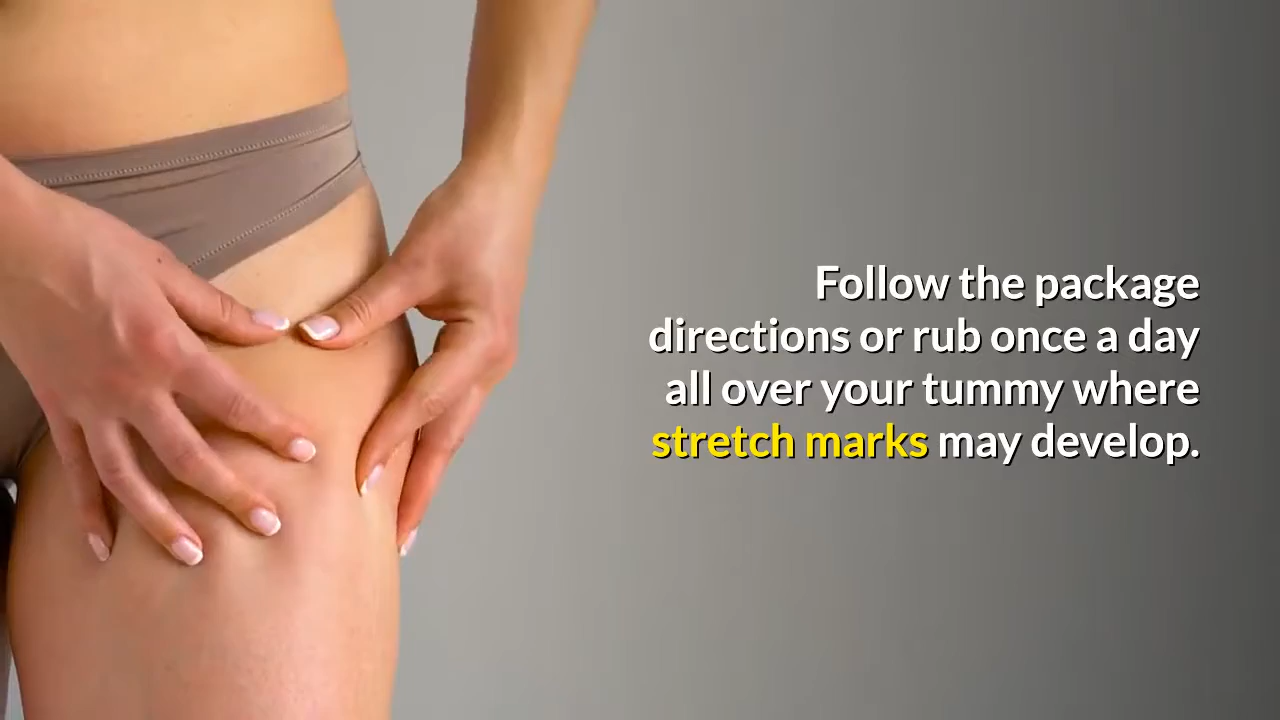 Follow the package
directions or rub once a day
all over your tummy where
stretch marks may develop.